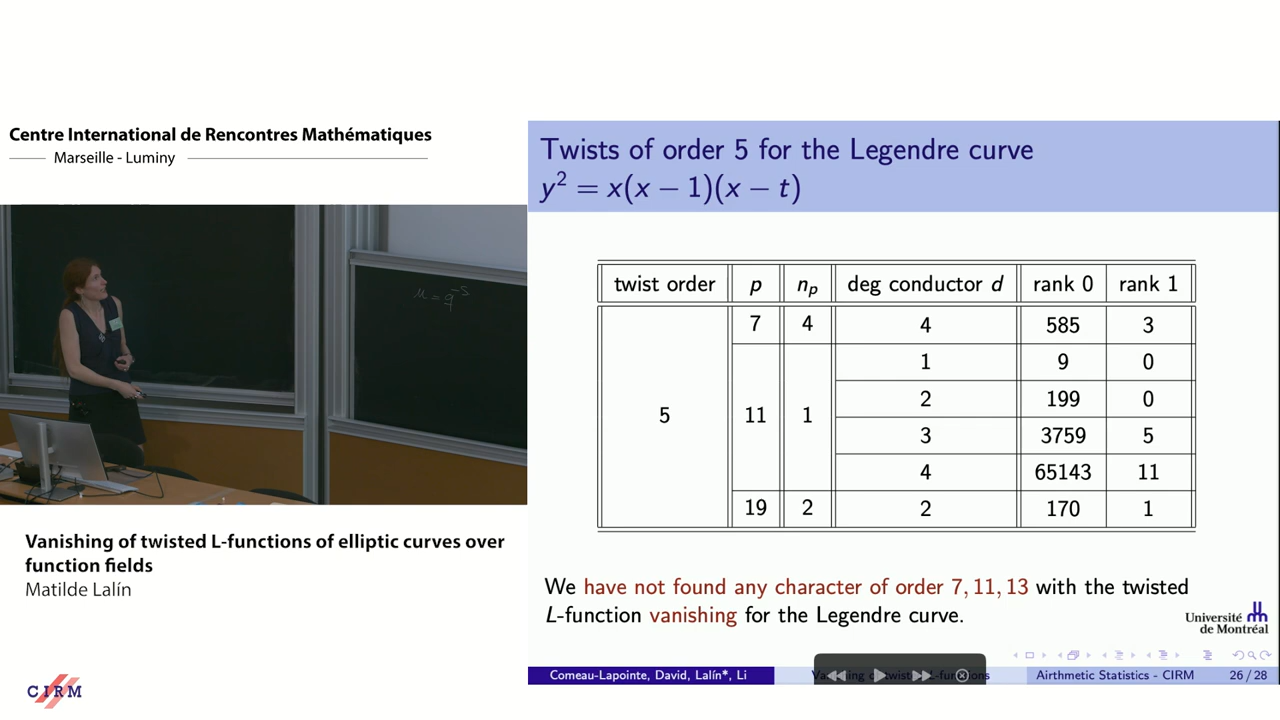 Centre International de Rencontres Mathématiques
Marseille - Luminy
u = q^-s
Vanishing of twisted L-functions of elliptic curves over
function fields
Matilde Lalín
CIRM
Twists of order 5 for the Legendre curve
y² = x(x − 1)(x − t)
twist order p n_p deg conductor d rank 0 rank 1
5 7 4 4 585 3
11 1 1 9 0
2 199 0
3 3759 5
4 65143 11
19 2 2 170 1
We have not found any character of order 7, 11, 13 with the twisted
L-function vanishing for the Legendre curve.
Université
de Montréal
Comeau-Lapointe, David, Lalín*, Li
Airthmetic Statistics - CIRM 26 / 28